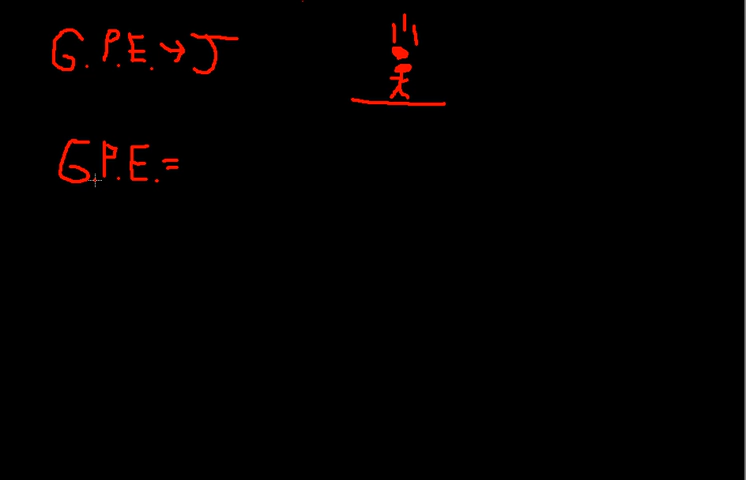 G.P.E. → J
G.P.E. =